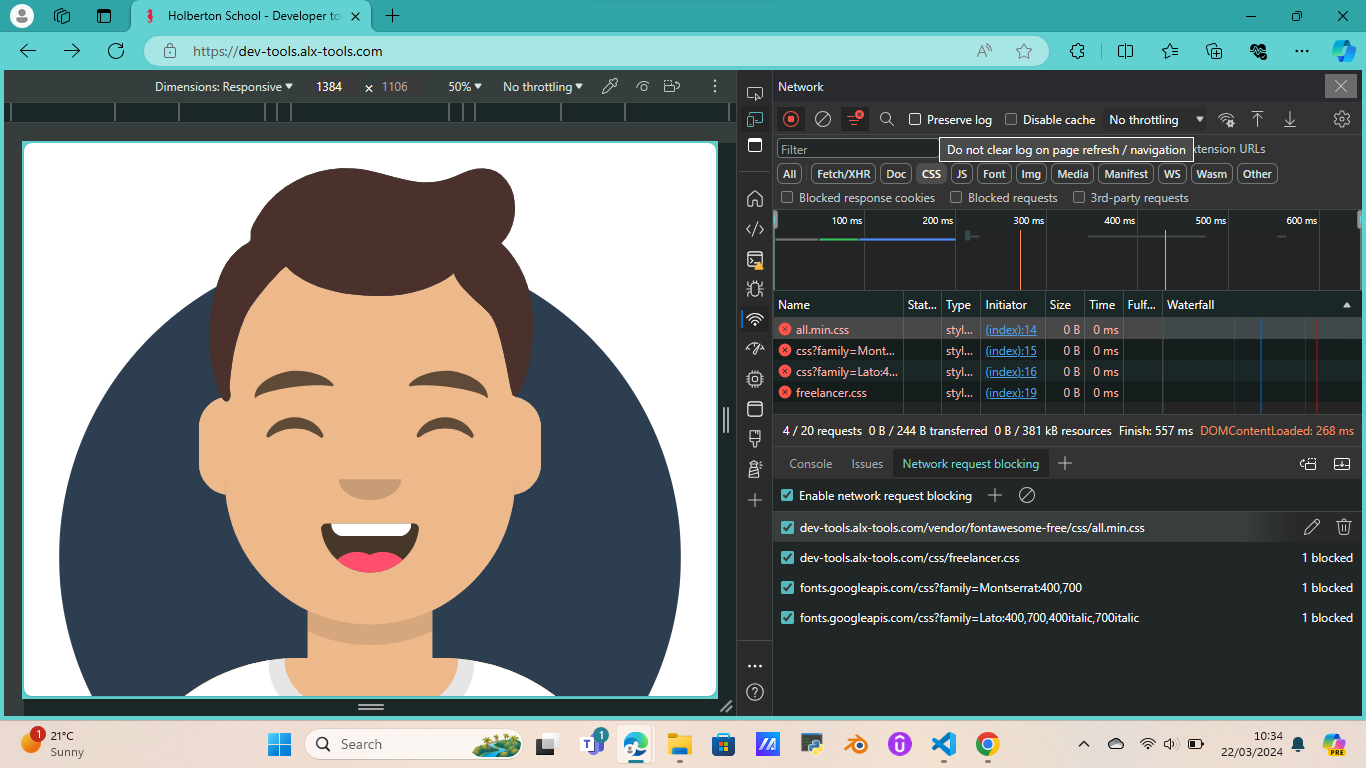 Holberton School - Developer to
https://dev-tools.alx-tools.com
Dimensions: Responsive 1384 × 1106 50% No throttling
Network
Preserve log Disable cache No throttling
Filter
Do not clear log on page refresh / navigation
xtension URLs
All Fetch/XHR Doc CSS JS Font Img Media Manifest WS Wasm Other
Blocked response cookies Blocked requests 3rd-party requests
100 ms 200 ms 300 ms 400 ms 500 ms 600 ms
Name Stat... Type Initiator Size Time Fulf... Waterfall
all.min.css styl... (index):14 0 B 0 ms
css?family=Mont... styl... (index):15 0 B 0 ms
css?family=Lato:4... styl... (index):16 0 B 0 ms
freelancer.css styl... (index):19 0 B 0 ms
4 / 20 requests 0 B / 244 B transferred 0 B / 381 kB resources Finish: 557 ms DOMContentLoaded: 268 ms
Console Issues Network request blocking
Enable network request blocking
dev-tools.alx-tools.com/vendor/fontawesome-free/css/all.min.css
dev-tools.alx-tools.com/css/freelancer.css 1 blocked
fonts.googleapis.com/css?family=Montserrat:400,700 1 blocked
fonts.googleapis.com/css?family=Lato:400,700,400italic,700italic 1 blocked
1
21°C
Sunny
Search
1
10:34
22/03/2024
PRE